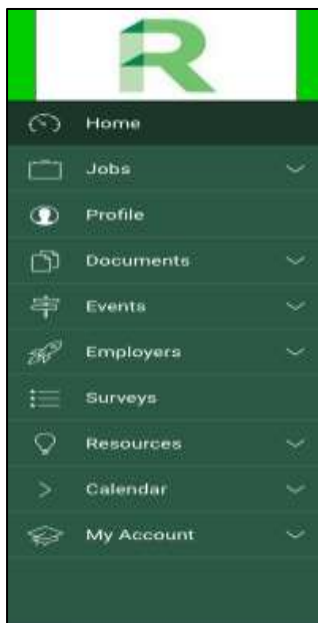 R
Home
Jobs
Profile
Documents
Events
Employers
Surveys
Resources
Calendar
My Account